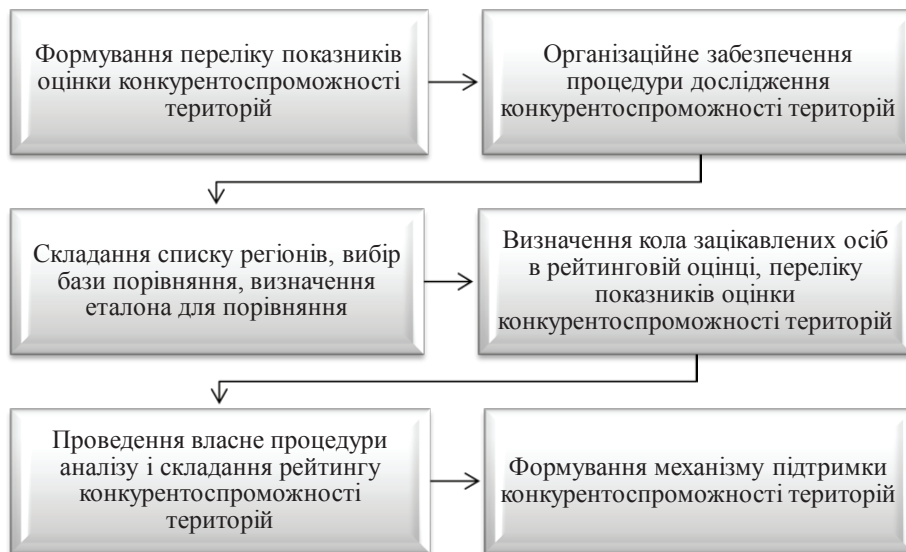 Формування переліку показників
оцінки конкурентоспроможності
територій
Організаційне забезпечення
процедури дослідження
конкурентоспроможності територій
Складання списку регіонів, вибір
бази порівняння, визначення
еталона для порівняння
Визначення кола зацікавлених осіб
в рейтинговій оцінці, переліку
показників оцінки
конкурентоспроможності територій
Проведення власне процедури
аналізу і складання рейтингу
конкурентоспроможності
територій
Формування механізму підтримки
конкурентоспроможності територій